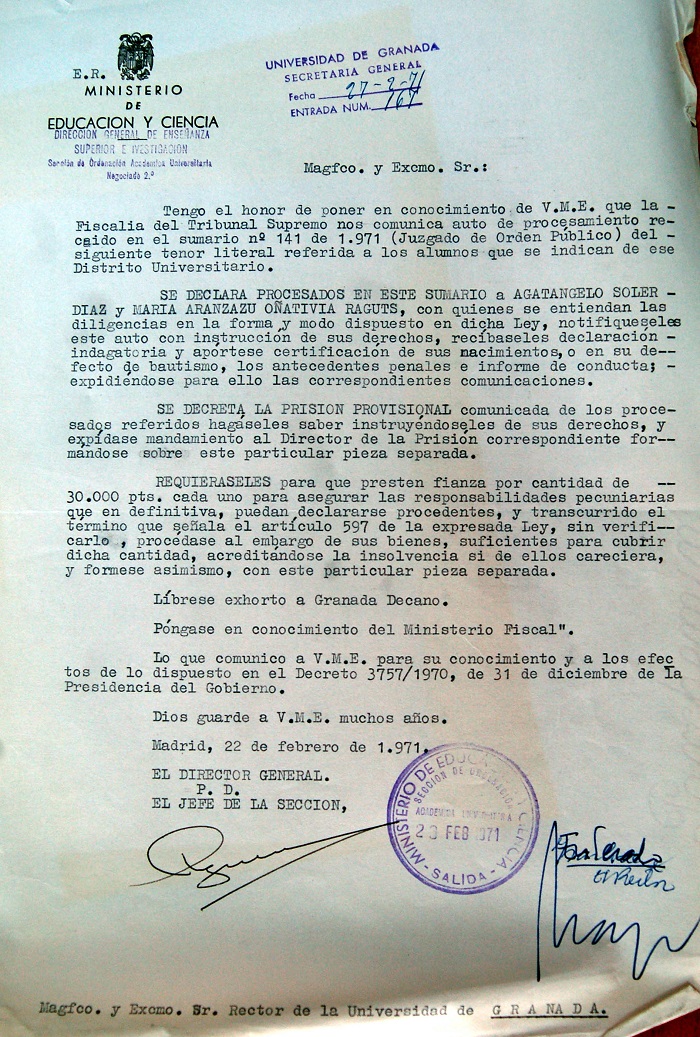 E.R.
MINISTERIO
DE
EDUCACION Y CIENCIA
DIRECCION GENERAL DE ENSEÑANZA
SUPERIOR E IVESTIGACIÓN
Sección de Ordenación Académica Universitaria
Negociado 2.º
UNIVERSIDAD DE GRANADA
SECRETARIA GENERAL
Fecha 27-2-71
ENTRADA NUM. 167
Magfco. y Excmo. Sr.:
Tengo el honor de poner en conocimiento de V.M.E. que la -
Fiscalia del Tribunal Supremo nos comunica auto de procesamiento re-
caido en el sumario nº 141 de 1.971 (Juzgado de Orden Público) del -
siguiente tenor literal referida a los alumnos que se indican de ese
Distrito Universitario.
SE DECLARA PROCESADOS EN ESTE SUMARIO a AGATANGELO SOLER -
DIAZ y MARIA ARANZAZU OÑATIVIA RAGUTS, con quienes se entiendan las
diligencias en la forma y modo dispuesto en dicha Ley, notifiqueseles
este auto con instrucción de sus derechos, recíbaseles declaración -
indagatoria y apórtese certificación de sus nacimientos, o en su de--
fecto de bautismo, los antecedentes penales e informe de conducta; -
expidiéndose para ello las correspondientes comunicaciones.
SE DECRETA LA PRISION PROVISIONAL comunicada de los proce-
sados referidos hagáseles saber instruyéndoseles de sus derechos, y
expídase mandamiento al Director de la Prisión correspondiente for--
mándose sobre este particular pieza separada.
REQUIERASELES para que presten fianza por cantidad de --
30.000 pts. cada uno para asegurar las responsabilidades pecuniarias
que en definitiva, puedan declararse procedentes, y transcurrido el
termino que señala el artículo 597 de la expresada Ley, sin verifi--
carlo , procédase al embargo de sus bienes, suficientes para cubrir
dicha cantidad, acreditándose la insolvencia si de ellos careciera,
y formese asimismo, con este particular pieza separada.
Líbrese exhorto a Granada Decano.
Póngase en conocimiento del Ministerio Fiscal".
Lo que comunico a V.M.E. para su conocimiento y a los efec
tos de lo dispuesto en el Decreto 3757/1970, de 31 de diciembre de la
Presidencia del Gobierno.
Dios guarde a V.M.E. muchos años.
Madrid, 22 de febrero de 1.971.
EL DIRECTOR GENERAL.
P. D.
EL JEFE DE LA SECCION,
MINISTERIO DE EDUCACION Y CIENCIA
SECCION DE ORDENACION
ACADEMICA UNIVERSITARIA
23 FEB 1971
- SALIDA -
Enterado
El Rector
Magfco. y Excmo. Sr. Rector de la Universidad de G R A N A D A.